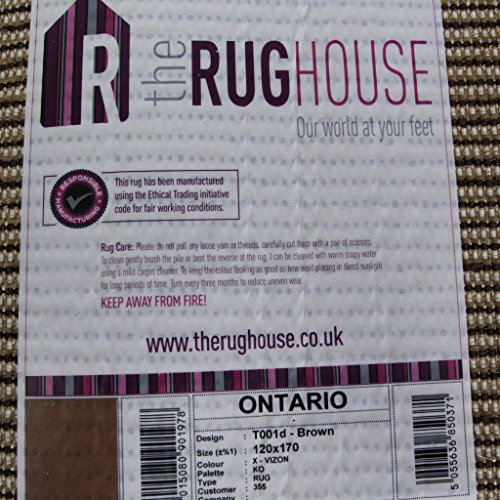 R the RUGHOUSE
Our world at your feet
RESPONSIBLE MANUFACTURING
This rug has been manufactured
using the Ethical Trading initiative
code for fair working conditions.
Rug Care: Please do not pull any loose yarn or threads, carefully cut them with a pair of scissors.
To clean gently brush the pile or beat the reverse of the rug. I can be cleaned with warm soapy water
using a mild carpet cleaner. To keep the colour looking as good as new avoid placing in direct sunlight
for long periods of time. Turn every three months to reduce uneven wear.
KEEP AWAY FROM FIRE!
www.therughouse.co.uk
ONTARIO
Design : T001d - Brown
Size (±%1) : 120x170
Colour : X - VIZON
Palette : KO
Type : RUG
Customer : 355
Company
015080 901978
5 055636 850371